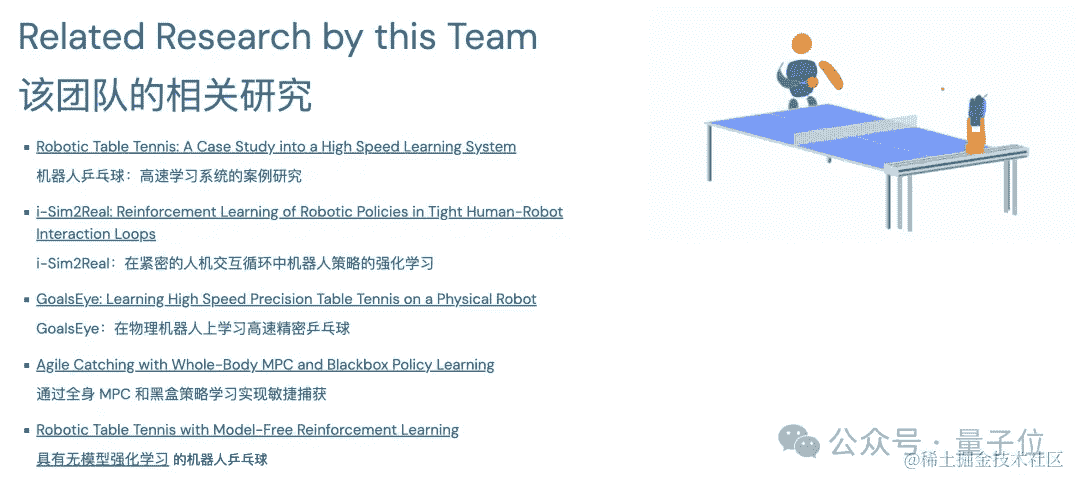 Related Research by this Team
该团队的相关研究
Robotic Table Tennis: A Case Study into a High Speed Learning System
机器人乒乓球：高速学习系统的案例研究
i-Sim2Real: Reinforcement Learning of Robotic Policies in Tight Human-Robot
Interaction Loops
i-Sim2Real：在紧密的人机交互循环中机器人策略的强化学习
GoalsEye: Learning High Speed Precision Table Tennis on a Physical Robot
GoalsEye：在物理机器人上学习高速精密乒乓球
Agile Catching with Whole-Body MPC and Blackbox Policy Learning
通过全身 MPC 和黑盒策略学习实现敏捷捕获
Robotic Table Tennis with Model-Free Reinforcement Learning
具有无模型强化学习 的机器人乒乓球
公众号 · 量子位
@稀土掘金技术社区